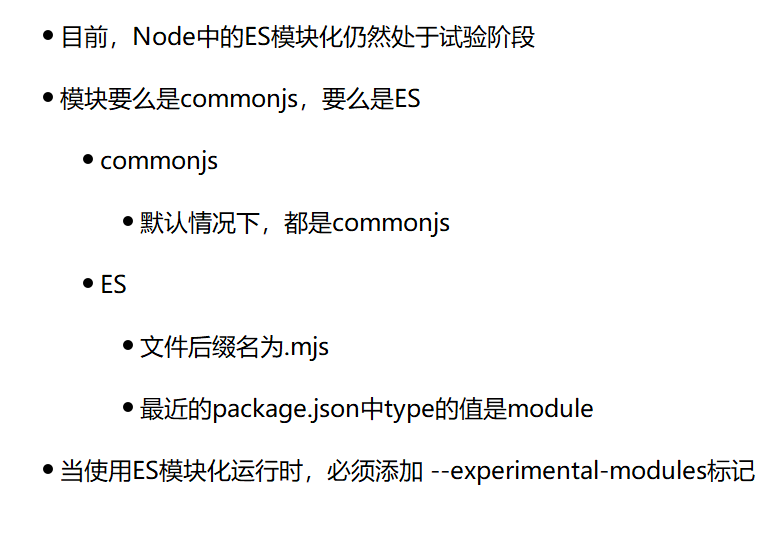 目前，Node中的ES模块化仍然处于试验阶段
模块要么是commonjs，要么是ES
commonjs
默认情况下，都是commonjs
ES
文件后缀名为.mjs
最近的package.json中type的值是module
当使用ES模块化运行时，必须添加 --experimental-modules标记